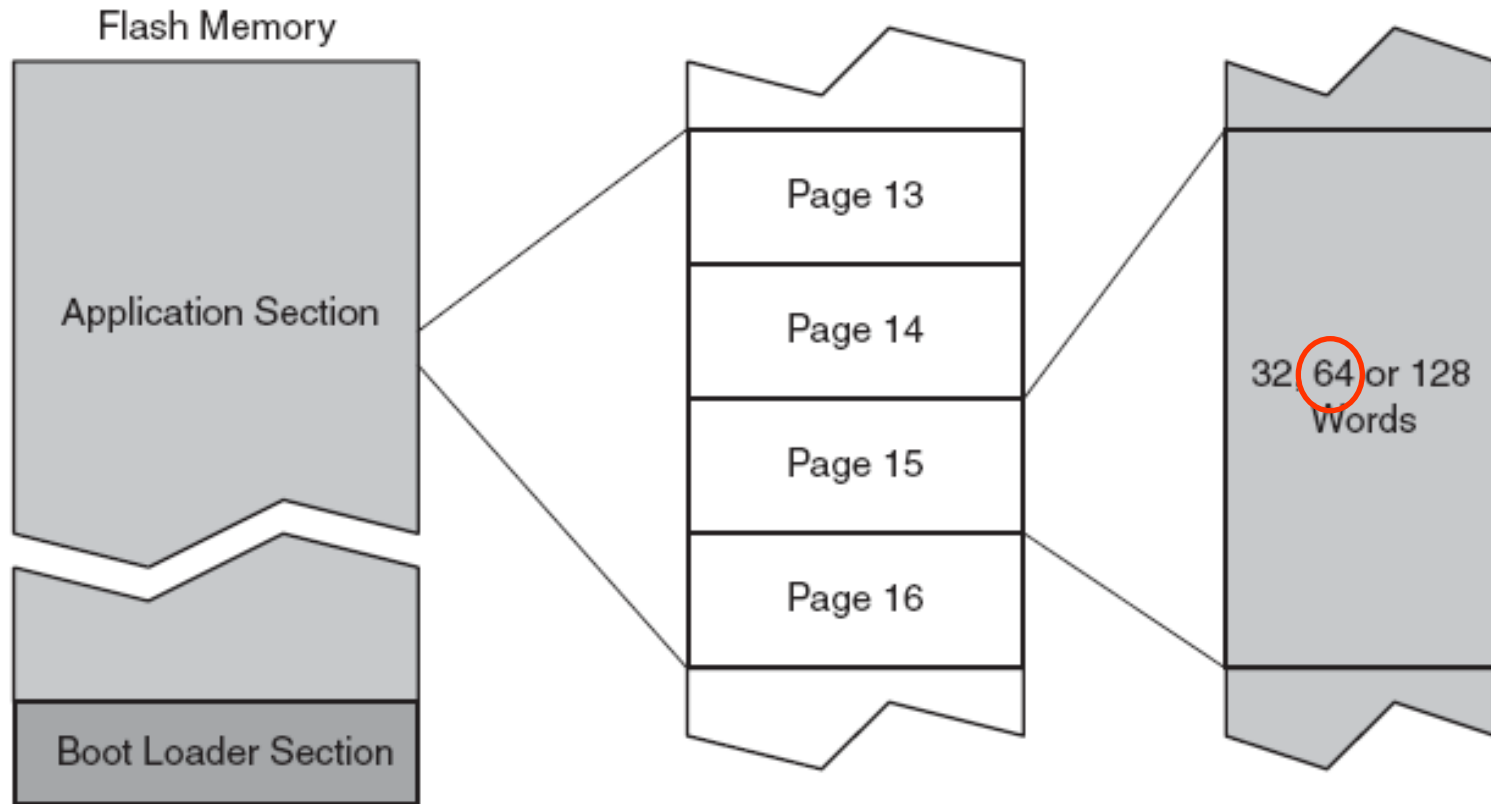 Flash Memory
Application Section
Boot Loader Section
Page 13
Page 14
Page 15
Page 16
32, 64 or 128
Words